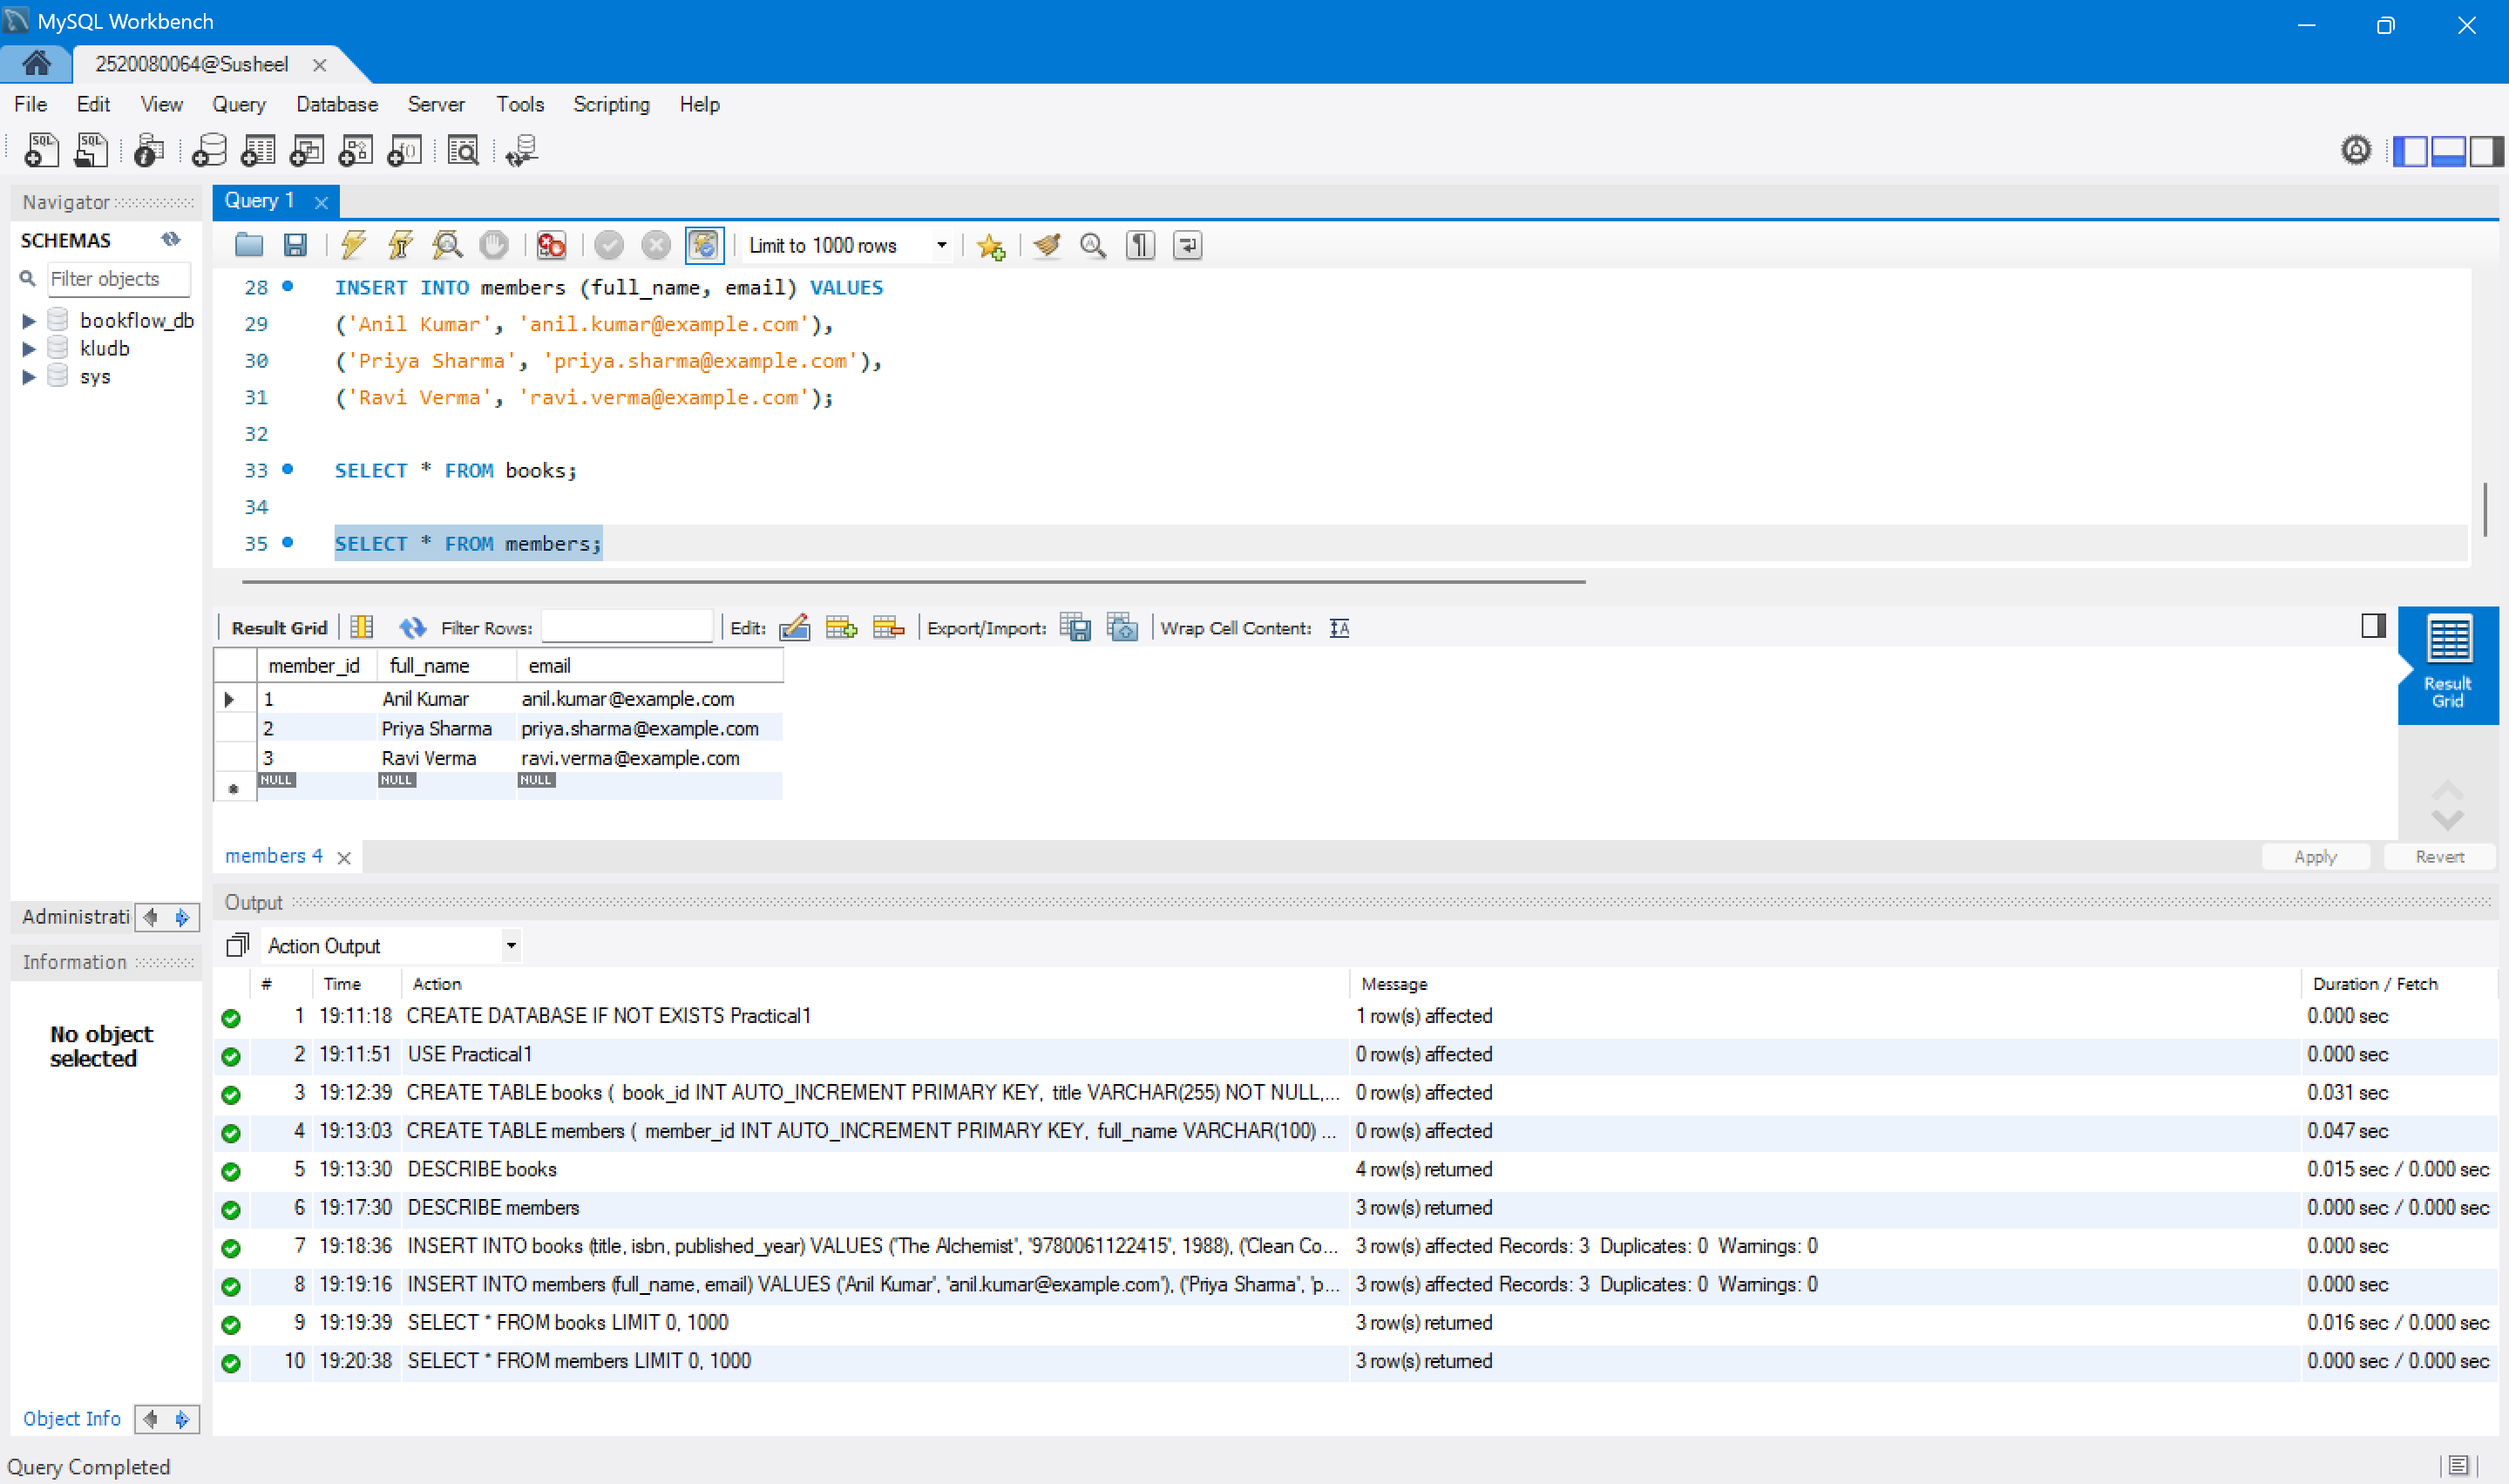 MySQL Workbench
2520080064@Susheel
File Edit View Query Database Server Tools Scripting Help
Navigator
Query 1
SCHEMAS
Limit to 1000 rows
Filter objects
bookflow_db
kludb
sys
28 INSERT INTO members (full_name, email) VALUES
29 ('Anil Kumar', 'anil.kumar@example.com'),
30 ('Priya Sharma', 'priya.sharma@example.com'),
31 ('Ravi Verma', 'ravi.verma@example.com');
32
33 SELECT * FROM books;
34
35 SELECT * FROM members;
Result Grid Filter Rows: Edit: Export/Import: Wrap Cell Content:
member_id full_name email
1 Anil Kumar anil.kumar@example.com
2 Priya Sharma priya.sharma@example.com
3 Ravi Verma ravi.verma@example.com
NULL NULL NULL
Result
Grid
members 4
Apply Revert
Administrati
Output
Action Output
Information
No object
selected
# Time Action Message Duration / Fetch
1 19:11:18 CREATE DATABASE IF NOT EXISTS Practical1 1 row(s) affected 0.000 sec
2 19:11:51 USE Practical1 0 row(s) affected 0.000 sec
3 19:12:39 CREATE TABLE books ( book_id INT AUTO_INCREMENT PRIMARY KEY, title VARCHAR(255) NOT NULL,... 0 row(s) affected 0.031 sec
4 19:13:03 CREATE TABLE members ( member_id INT AUTO_INCREMENT PRIMARY KEY, full_name VARCHAR(100) ... 0 row(s) affected 0.047 sec
5 19:13:30 DESCRIBE books 4 row(s) returned 0.015 sec / 0.000 sec
6 19:17:30 DESCRIBE members 3 row(s) returned 0.000 sec / 0.000 sec
7 19:18:36 INSERT INTO books (title, isbn, published_year) VALUES ('The Alchemist', '9780061122415', 1988), ('Clean Co... 3 row(s) affected Records: 3 Duplicates: 0 Warnings: 0 0.000 sec
8 19:19:16 INSERT INTO members (full_name, email) VALUES ('Anil Kumar', 'anil.kumar@example.com'), ('Priya Sharma', 'p... 3 row(s) affected Records: 3 Duplicates: 0 Warnings: 0 0.000 sec
9 19:19:39 SELECT * FROM books LIMIT 0, 1000 3 row(s) returned 0.016 sec / 0.000 sec
10 19:20:38 SELECT * FROM members LIMIT 0, 1000 3 row(s) returned 0.000 sec / 0.000 sec
Object Info
Query Completed